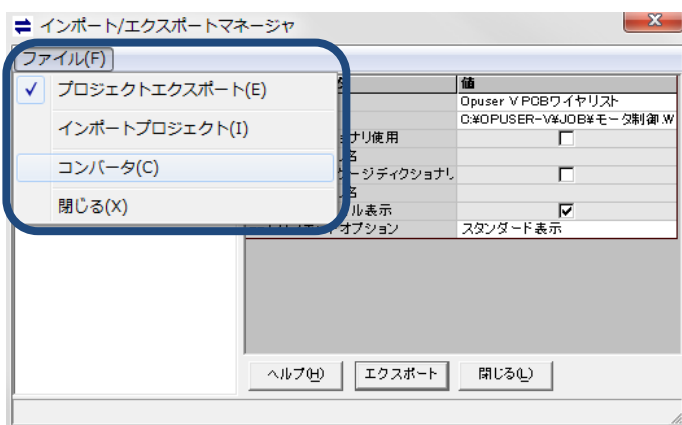 インポート/エクスポートマネージャ
ファイル(F)
プロジェクトエクスポート(E)
インポートプロジェクト(I)
コンバータ(C)
閉じる(X)
値
Opuser V PCBワイヤリスト
C:¥OPUSER-V¥JOB¥モータ制御.W
ョナリ使用
名
ケージディクショナリ
名
ル表示
オプション
スタンダード表示
ヘルプ(H)
エクスポート
閉じる(L)